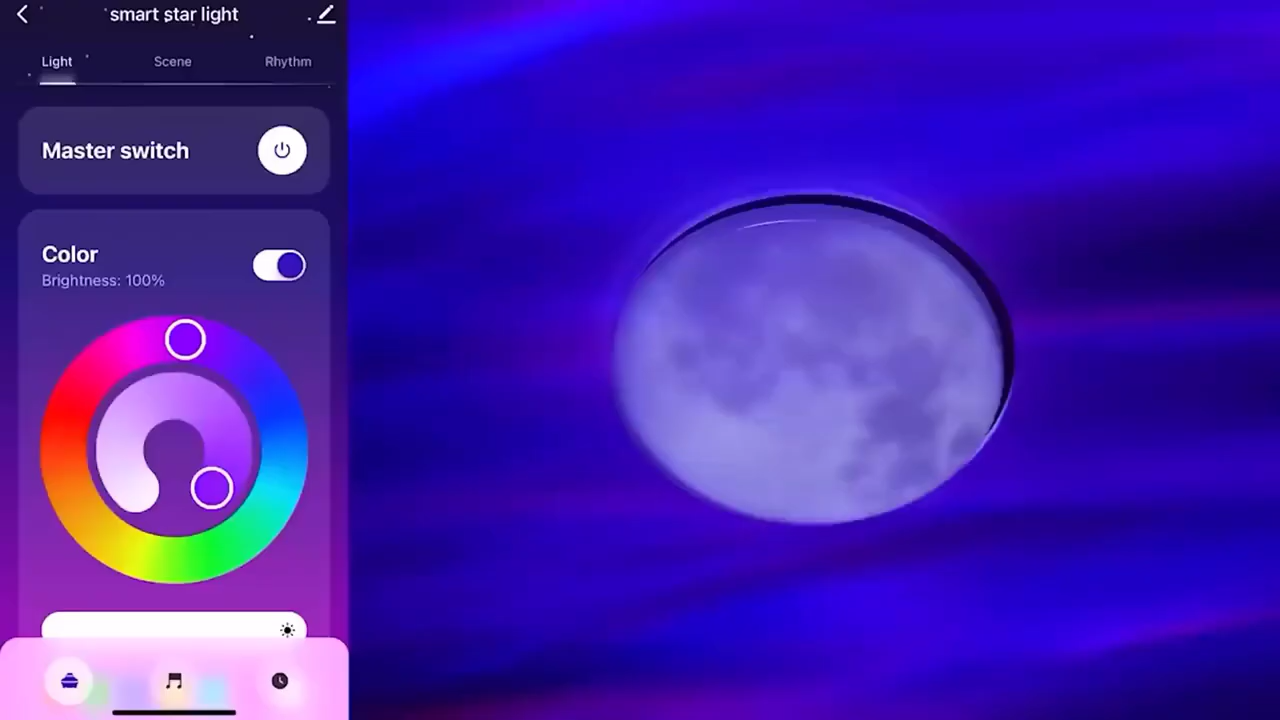 smart star light
Light Scene Rhythm
Master switch
Color
Brightness: 100%